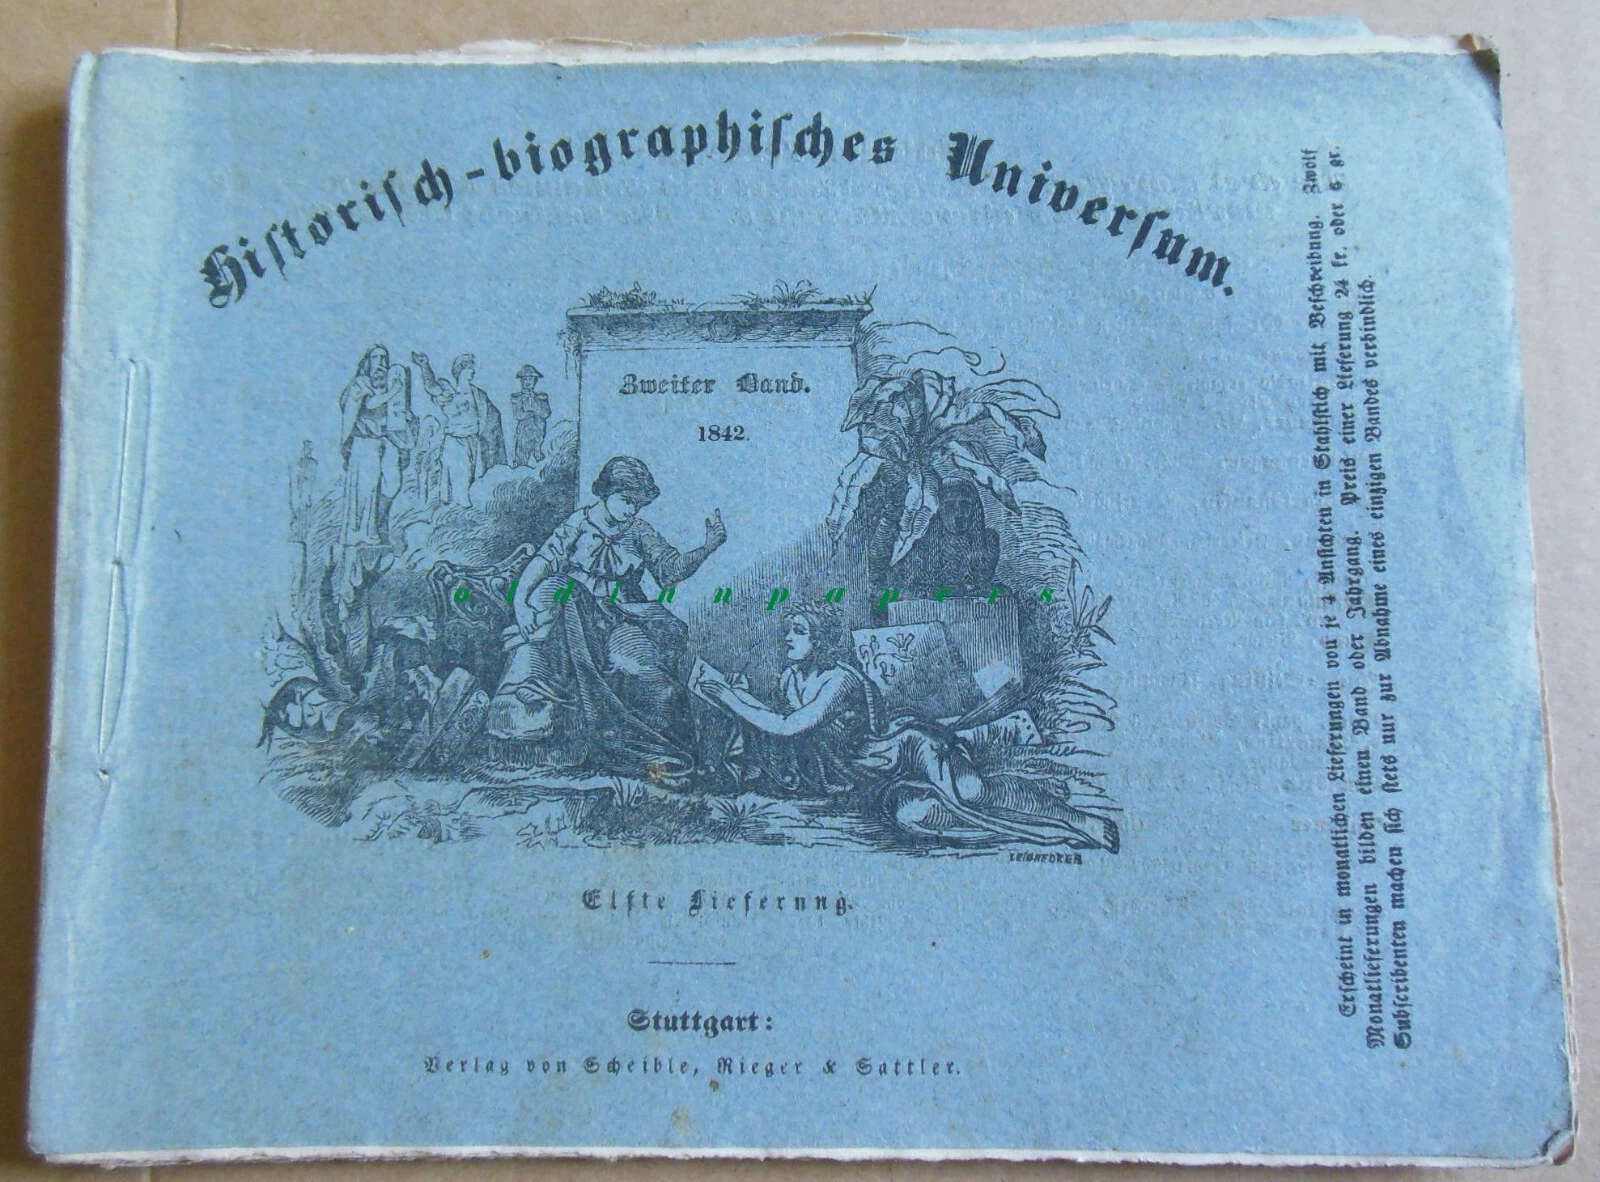 Historisch-biographisches Universum.
Zweiter Band.
1842.
oldinnpapers
Elfte Lieferung.
Stuttgart:
Verlag von Scheible, Rieger & Sattler.
Erscheint in monatlichen Lieferungen von je 4 Ansichten in Stahlstich mit Beschreibung. Zwölf
Monatlieferungen bilden einen Band oder Jahrgang. Preis einer Lieferung 24 kr. oder 6 gr.
Subscribenten machen sich stets nur zur Abnahme eines einzigen Bandes verbindlich.